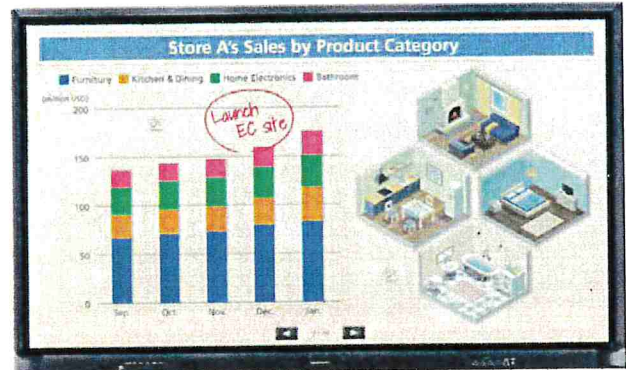 Store A's Sales by Product Category
Furniture Kitchen & Dining Home Electronics Bathroom
(million USD)
200
150
100
50
0
Launch
EC site
Sep. Oct. Nov. Dec. Jan.